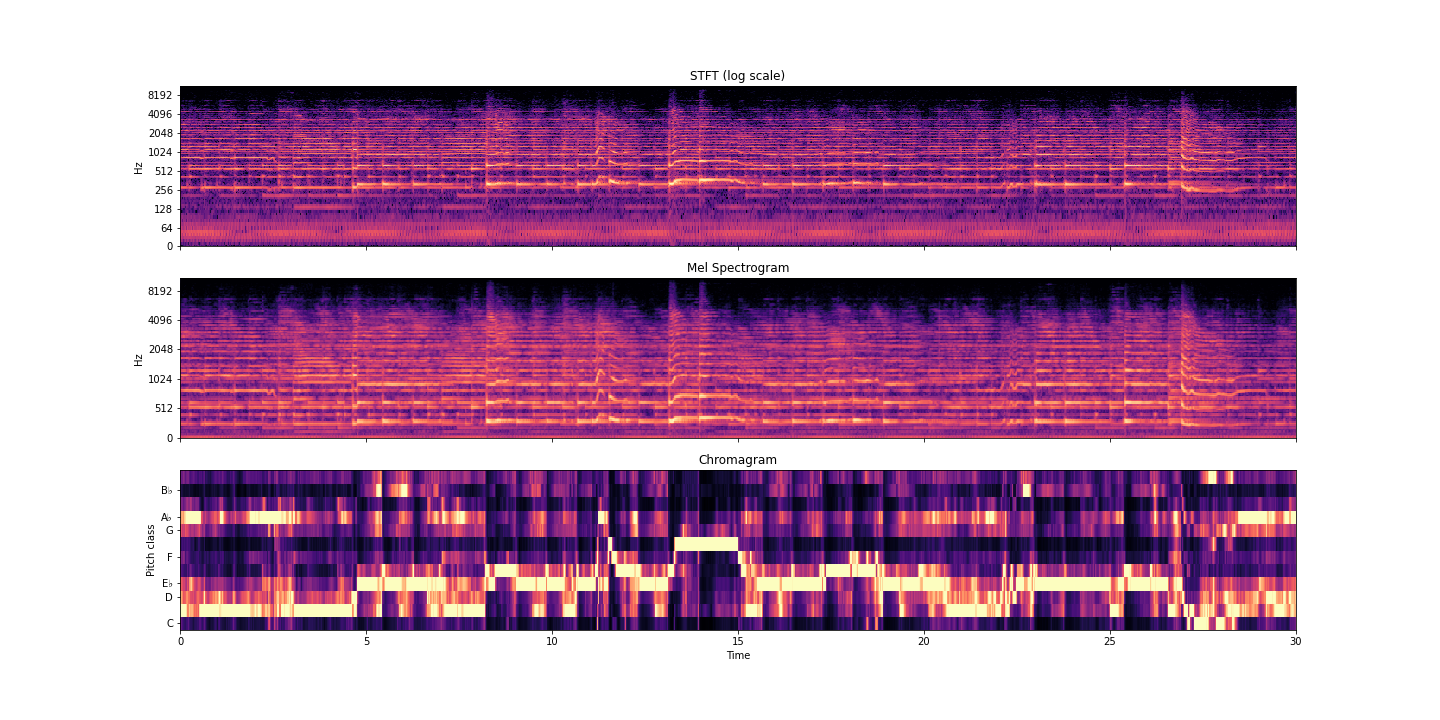 STFT (log scale)
8192
4096
2048
1024
512
256
128
64
0
Hz
Mel Spectrogram
8192
4096
2048
1024
512
0
Hz
Chromagram
B♭
A♭
G
F
E♭
D
C
Pitch class
0 5 10 15 20 25 30
Time